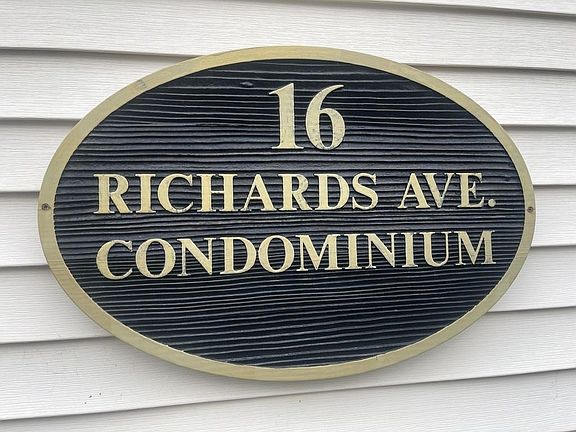 16
RICHARDS AVE.
CONDOMINIUM